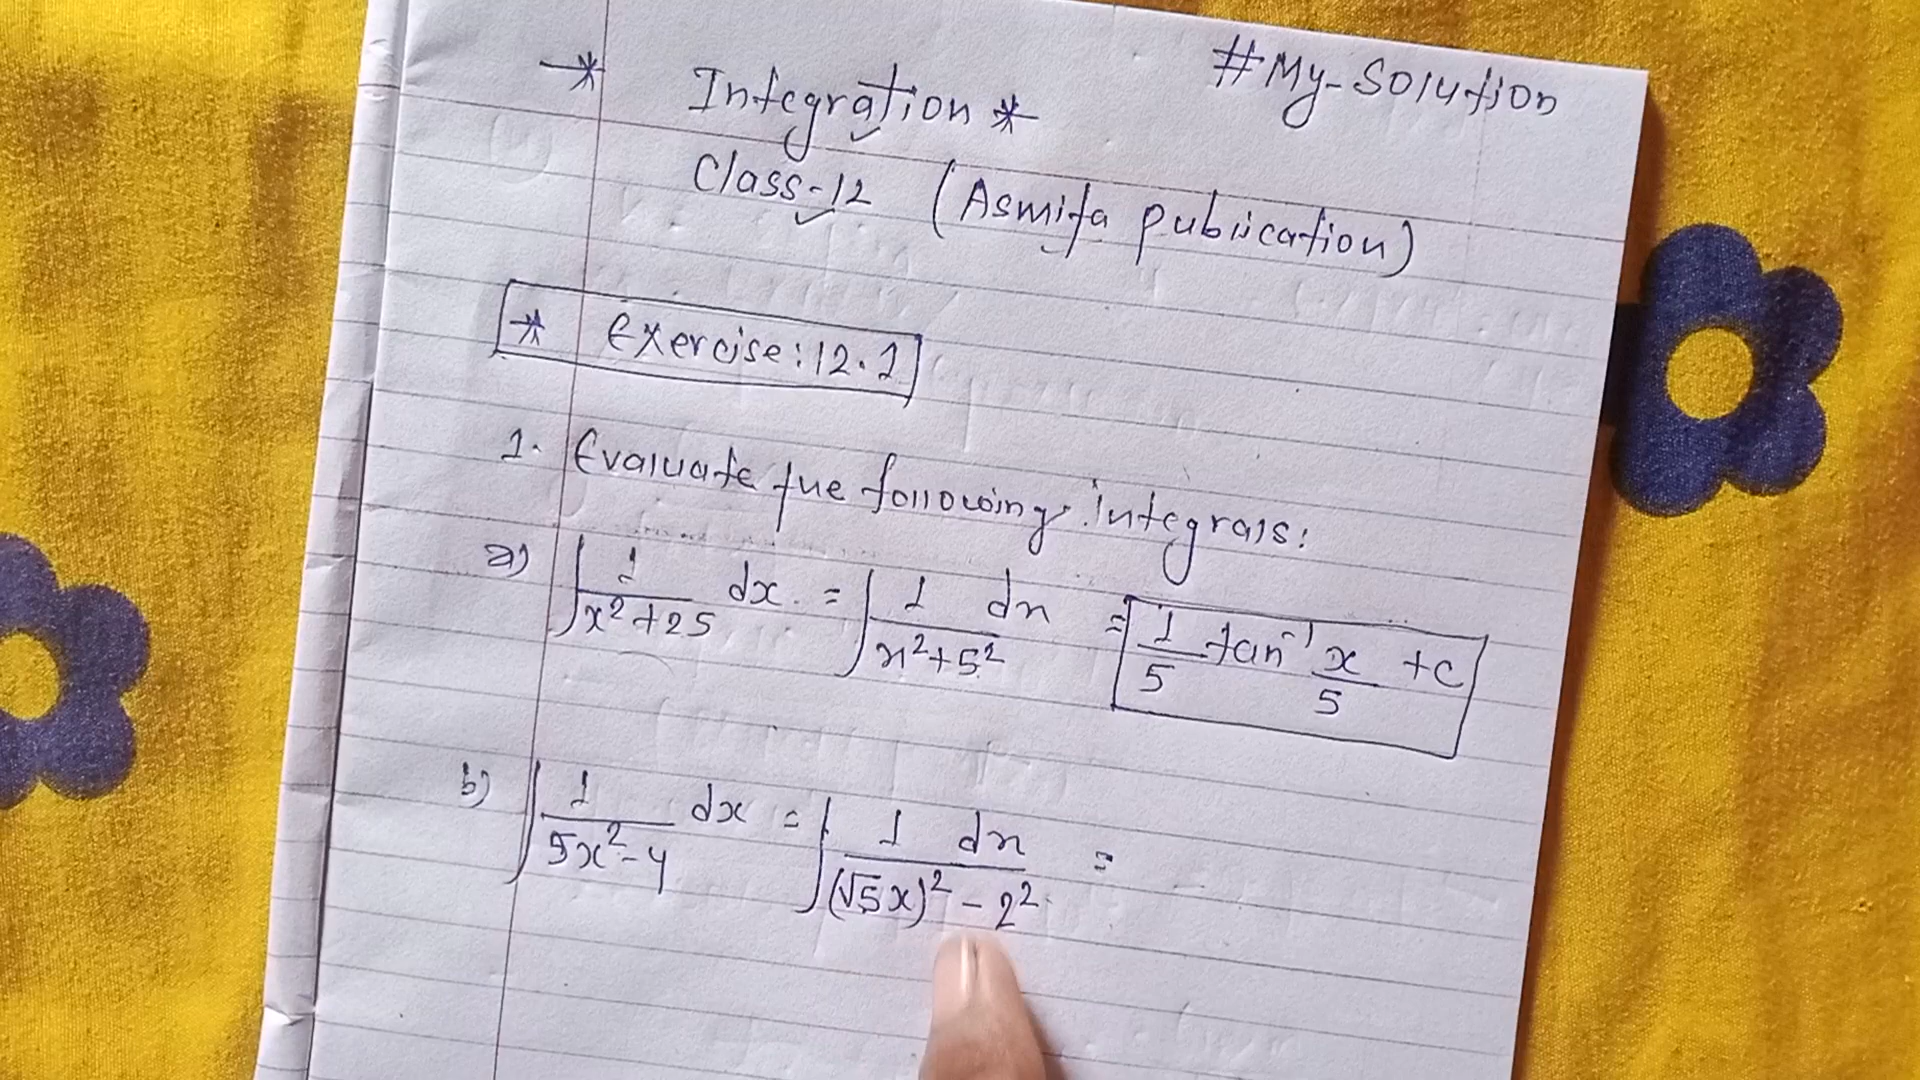 #My-Solution
* Integration *
Class-12 (Asmita pubiication)
* Exercise: 12.1
1. Evaluate the following integrals:
a) ∫ 1/(x²+25) dx. = ∫ 1/(x²+5²) dx = 1/5 tan⁻¹ x/5 +c
b) ∫ 1/(5x²-4) dx = ∫ 1/((√5x)²-2²) dx =